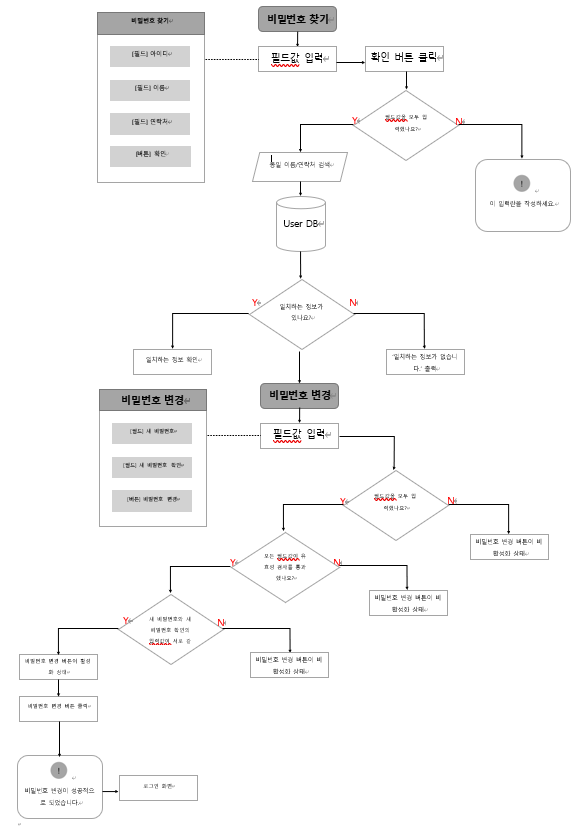 비밀번호 찾기
[필드] 아이디
[필드] 이름
[필드] 연락처
[버튼] 확인
비밀번호 찾기
필드값 입력
확인 버튼 클릭
필드값을 모두 입
력했나요?
Y
N
동일 이름/연락처 검색
!
이 입력란을 작성하세요.
User DB
일치하는 정보가
있나요?
Y
N
일치하는 정보 확인
'일치하는 정보가 없습니
다.' 출력
비밀번호 변경
[필드] 새 비밀번호
[필드] 새 비밀번호 확인
[버튼] 비밀번호 변경
비밀번호 변경
필드값 입력
필드값을 모두 입
력했나요?
Y
N
비밀번호 변경 버튼이 비
활성화 상태
모든 필드값이 유
효성 검사를 통과
했나요?
Y
N
비밀번호 변경 버튼이 비
활성화 상태
새 비밀번호와 새
비밀번호 확인의
입력값이 서로 같
Y
N
비밀번호 변경 버튼이 비
활성화 상태
비밀번호 변경 버튼이 활성
화 상태
비밀번호 변경 버튼 클릭
!
비밀번호 변경이 성공적으
로 되었습니다.
로그인 화면